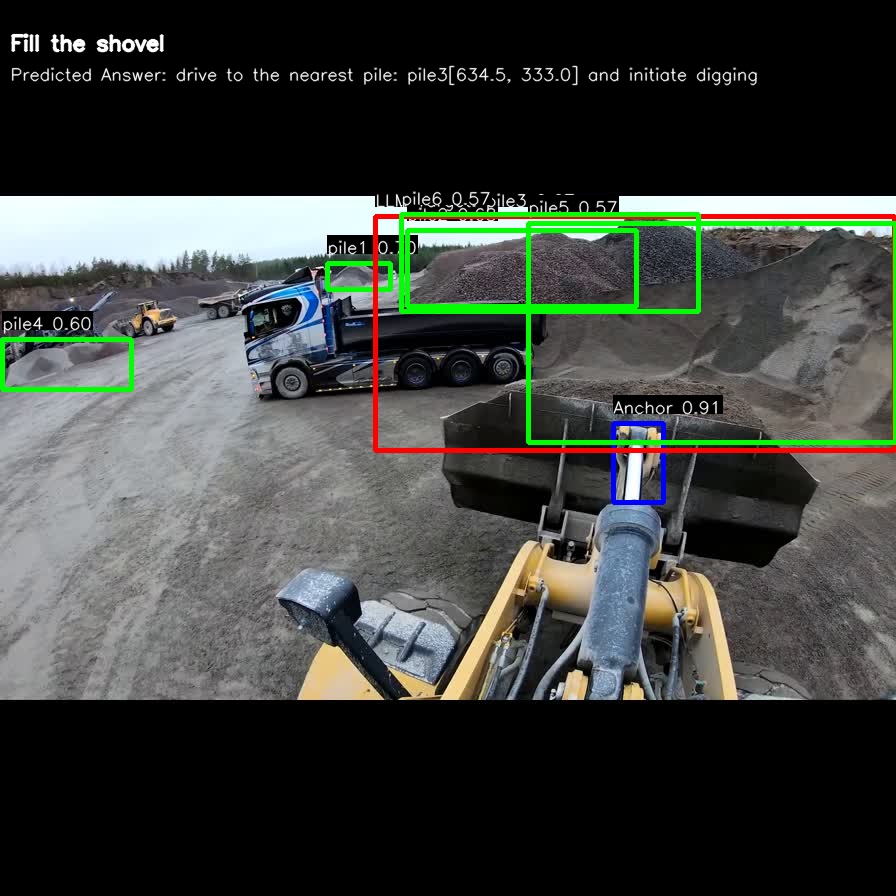 Fill the shovel
Predicted Answer: drive to the nearest pile: pile3[634.5, 333.0] and initiate digging
pile6 0.57
pile5 0.57
pile1 0.70
pile4 0.60
Anchor 0.91